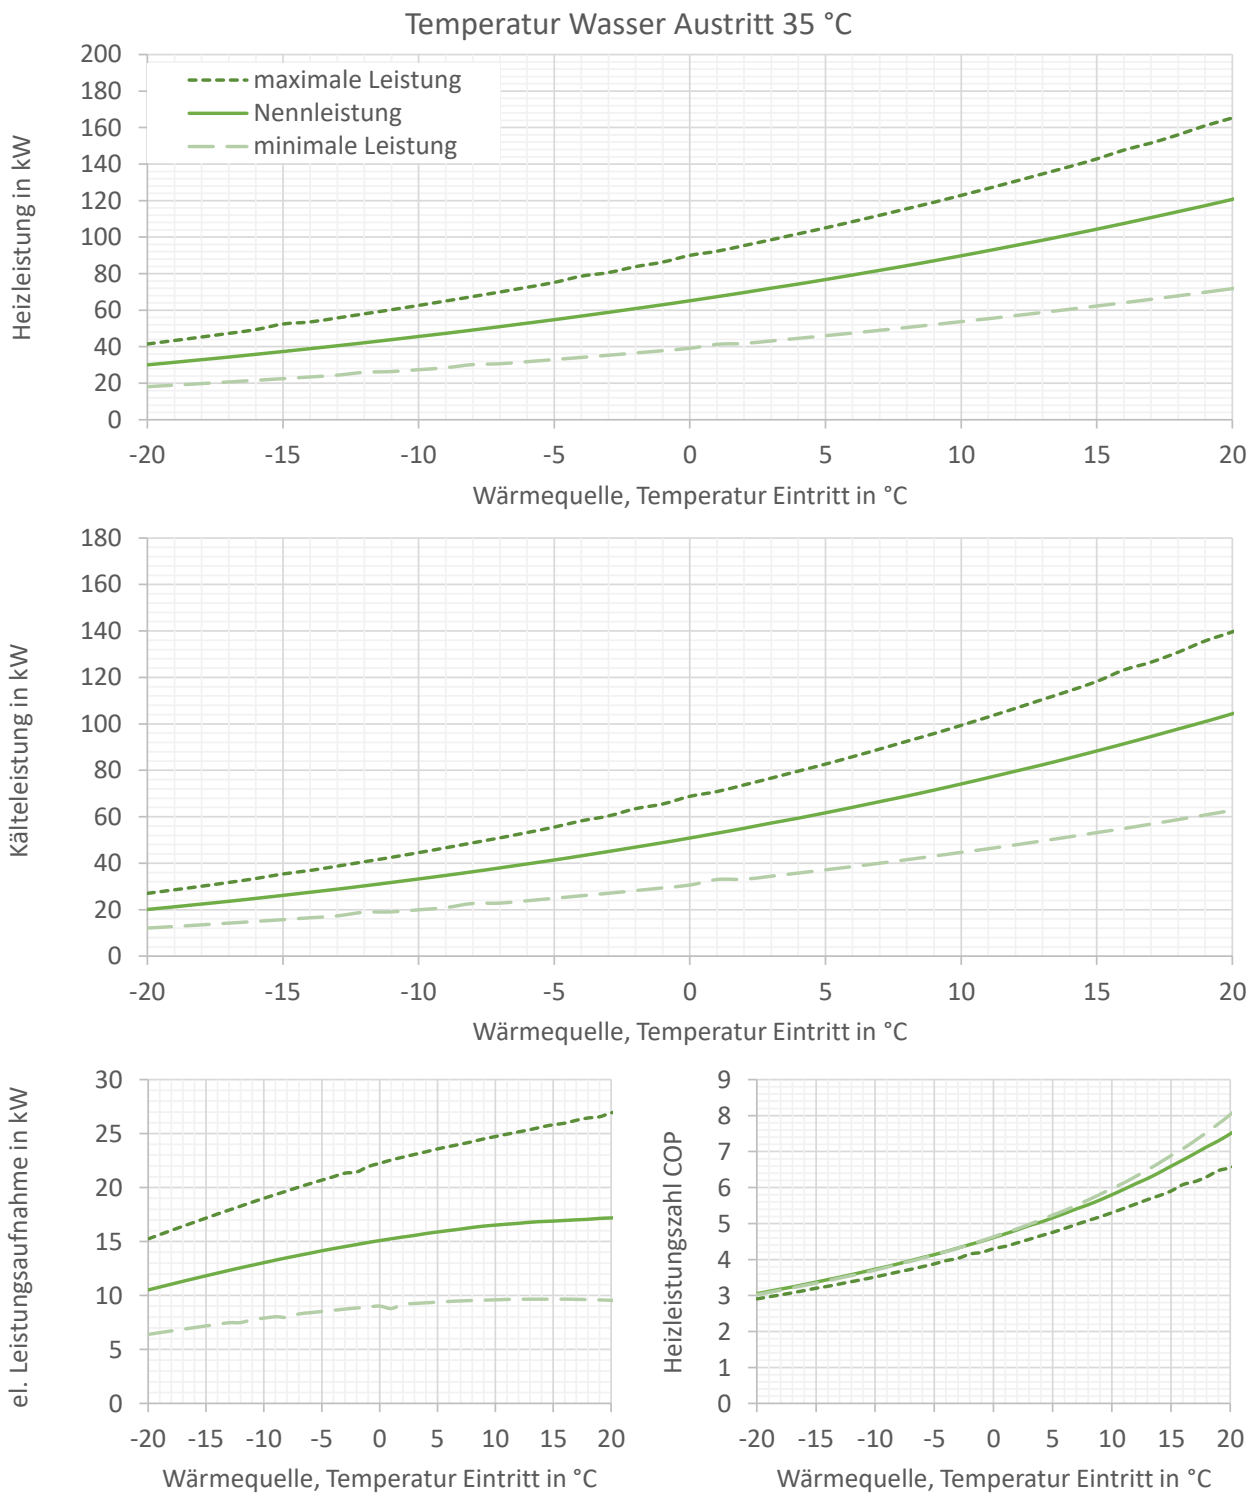 Temperatur Wasser Austritt 35 °C
Heizleistung in kW
200
180
160
140
120
100
80
60
40
20
0
maximale Leistung
Nennleistung
minimale Leistung
-20 -15 -10 -5 0 5 10 15 20
Wärmequelle, Temperatur Eintritt in °C
Kälteleistung in kW
180
160
140
120
100
80
60
40
20
0
-20 -15 -10 -5 0 5 10 15 20
Wärmequelle, Temperatur Eintritt in °C
el. Leistungsaufnahme in kW
30
25
20
15
10
5
0
-20 -15 -10 -5 0 5 10 15 20
Wärmequelle, Temperatur Eintritt in °C
Heizleistungszahl COP
9
8
7
6
5
4
3
2
1
0
-20 -15 -10 -5 0 5 10 15 20
Wärmequelle, Temperatur Eintritt in °C